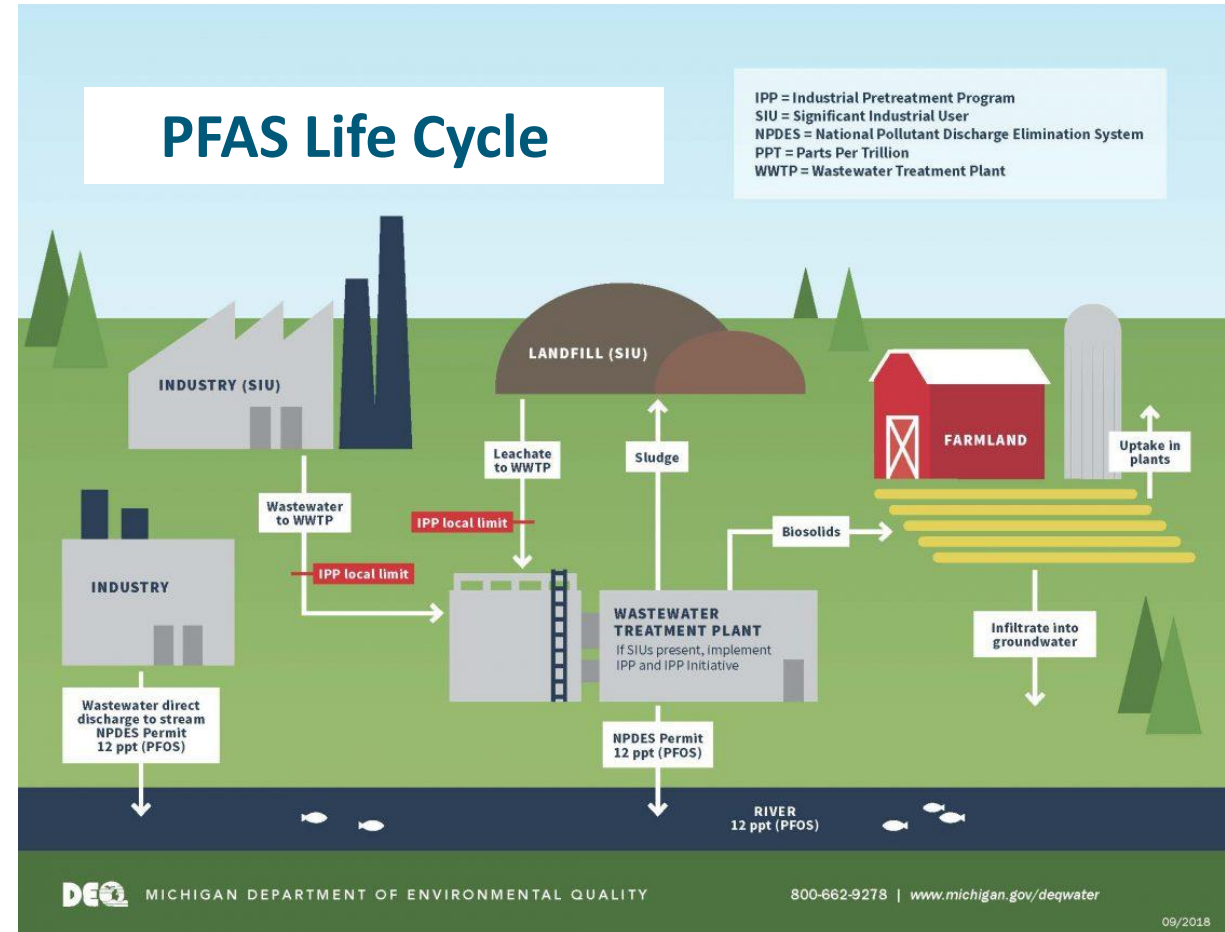 PFAS Life Cycle
IPP = Industrial Pretreatment Program
SIU = Significant Industrial User
NPDES = National Pollutant Discharge Elimination System
PPT = Parts Per Trillion
WWTP = Wastewater Treatment Plant
INDUSTRY (SIU)
LANDFILL (SIU)
FARMLAND
Uptake in
plants
Leachate
to WWTP
Sludge
Wastewater
to WWTP
IPP local limit
Biosolids
IPP local limit
INDUSTRY
WASTEWATER
TREATMENT PLANT
If SIUs present, implement
IPP and IPP Initiative
Infiltrate into
groundwater
Wastewater direct
discharge to stream
NPDES Permit
12 ppt (PFOS)
NPDES Permit
12 ppt (PFOS)
RIVER
12 ppt (PFOS)
DEQ MICHIGAN DEPARTMENT OF ENVIRONMENTAL QUALITY
800-662-9278 | www.michigan.gov/deqwater
09/2018